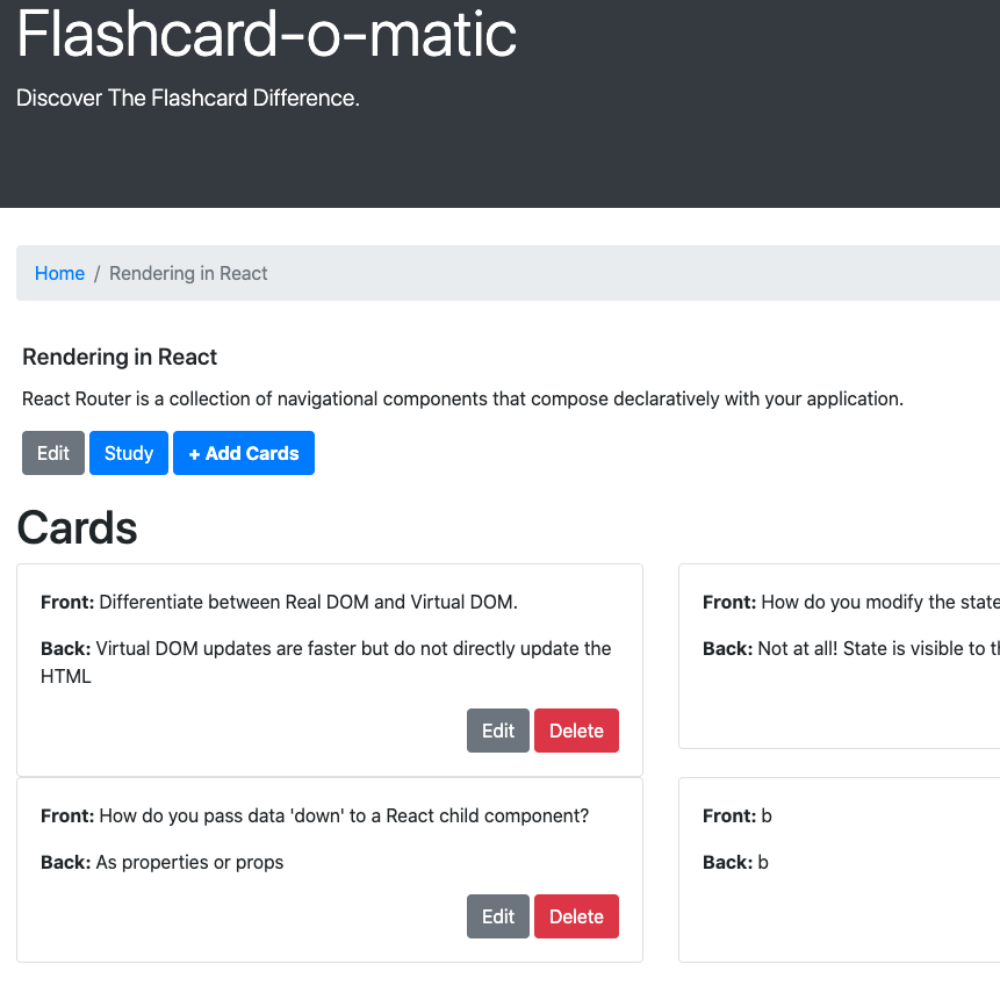 Flashcard-o-matic
Discover The Flashcard Difference.
Home / Rendering in React
Rendering in React
React Router is a collection of navigational components that compose declaratively with your application.
Edit Study + Add Cards
Cards
Front: Differentiate between Real DOM and Virtual DOM.
Back: Virtual DOM updates are faster but do not directly update the
HTML
Edit Delete
Front: How do you modify the state
Back: Not at all! State is visible to
Front: How do you pass data 'down' to a React child component?
Back: As properties or props
Edit Delete
Front: b
Back: b